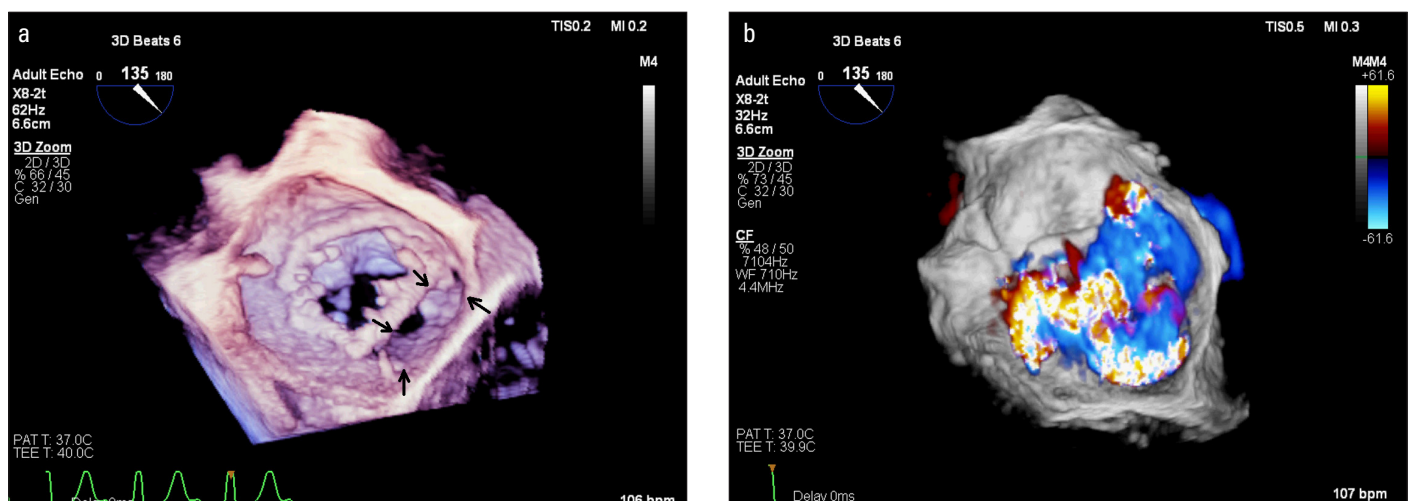 a
TIS0.2 MI 0.2
3D Beats 6
M4
Adult Echo
0 135 180
X8-2t
62Hz
6.6cm
3D Zoom
2D / 3D
% 66 / 45
C 32 / 30
Gen
PAT T: 37.0C
TEE T: 40.0C
Delay 0ms
106 bpm
b
TIS0.5 MI 0.3
3D Beats 6
M4M4
+61.6
Adult Echo
0 135 180
X8-2t
32Hz
6.6cm
3D Zoom
2D / 3D
% 73 / 45
C 32 / 30
Gen
-61.6
CF
% 48 / 50
7104Hz
WF 710Hz
4.4MHz
PAT T: 37.0C
TEE T: 39.9C
Delay 0ms
107 bpm